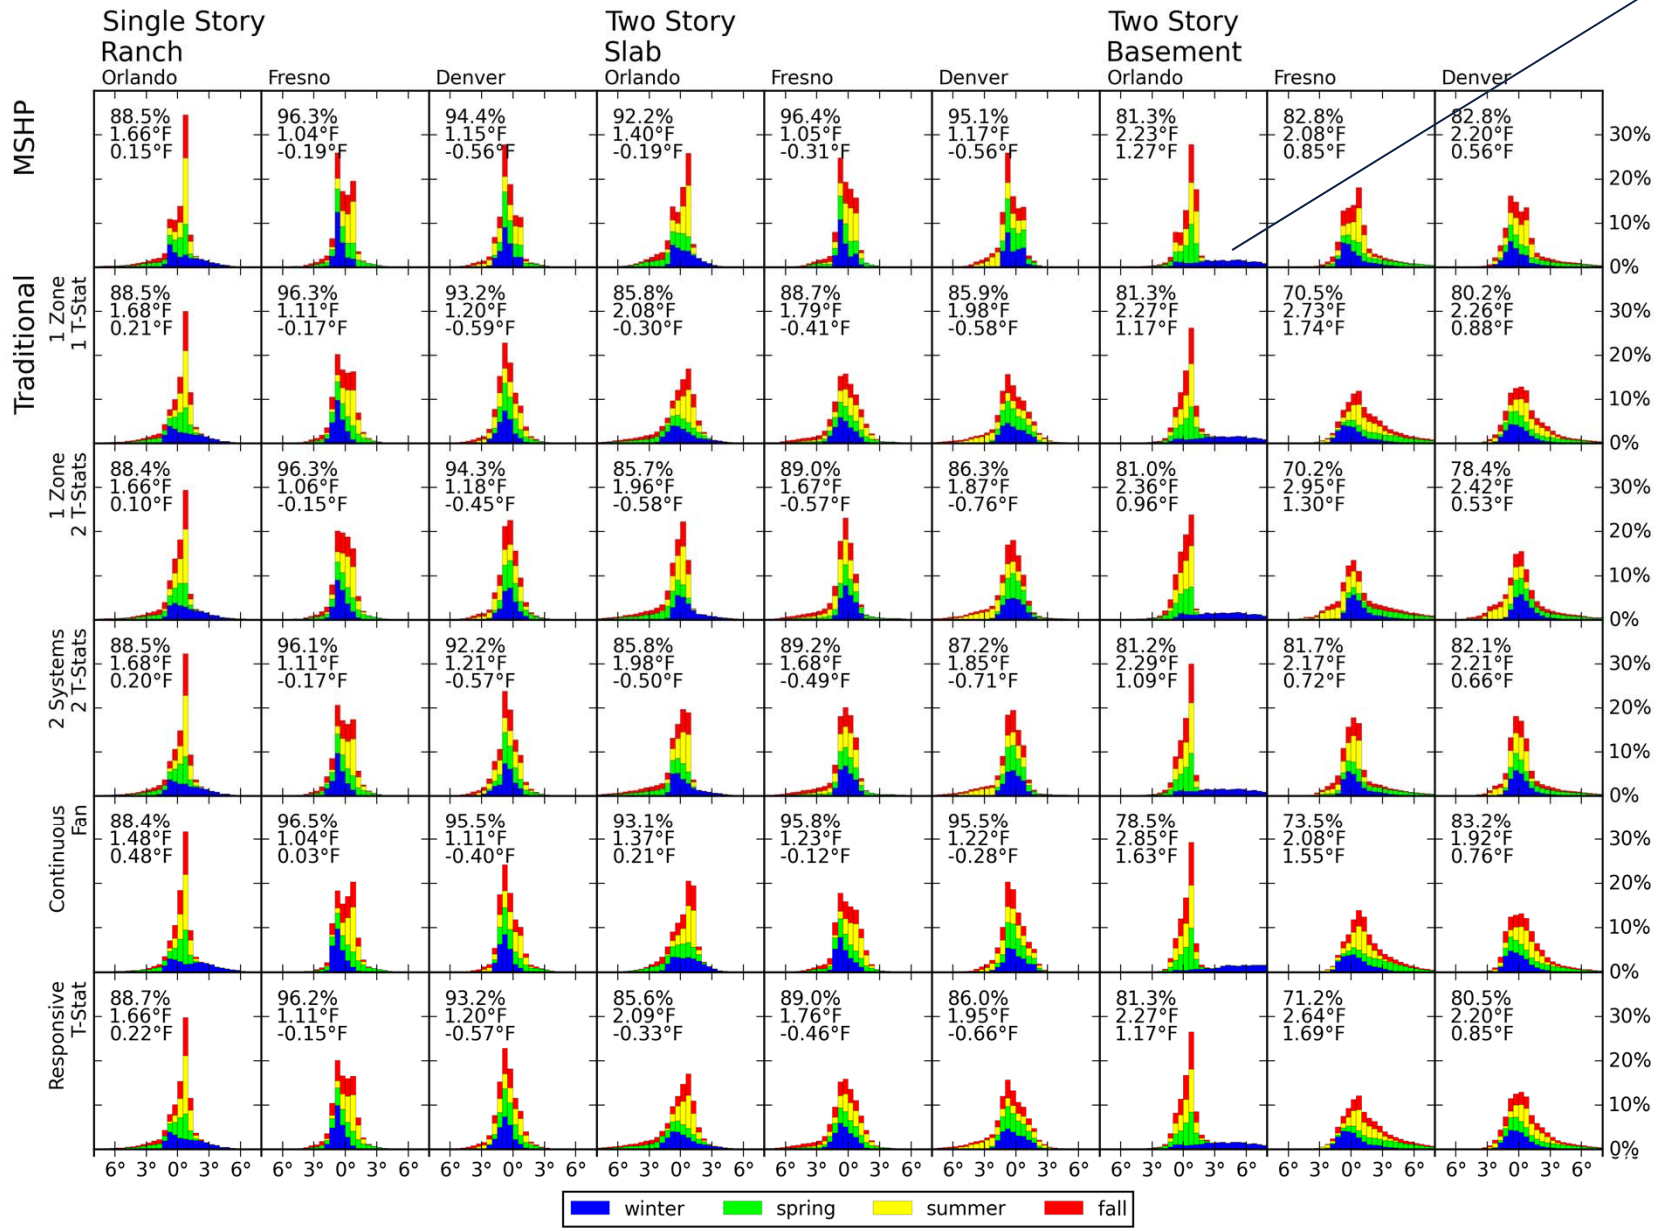 Single Story
Ranch
Two Story
Slab
Two Story
Basement
Orlando Fresno Denver Orlando Fresno Denver Orlando Fresno Denver
MSHP
88.5% 96.3% 94.4% 92.2% 96.4% 95.1% 81.3% 82.8% 82.8%
1.66°F 1.04°F 1.15°F 1.40°F 1.05°F 1.17°F 2.23°F 2.08°F 2.20°F
0.15°F -0.19°F -0.56°F -0.19°F -0.31°F -0.56°F 1.27°F 0.85°F 0.56°F
30%
20%
10%
0%
Traditional
1 Zone
1 T-Stat
88.5% 96.3% 93.2% 85.8% 88.7% 85.9% 81.3% 70.5% 80.2%
1.68°F 1.11°F 1.20°F 2.08°F 1.79°F 1.98°F 2.27°F 2.73°F 2.26°F
0.21°F -0.17°F -0.59°F -0.30°F -0.41°F -0.58°F 1.17°F 1.74°F 0.88°F
30%
20%
10%
0%
1 Zone
2 T-Stats
88.4% 96.3% 94.3% 85.7% 89.0% 86.3% 81.0% 70.2% 78.4%
1.66°F 1.06°F 1.18°F 1.96°F 1.67°F 1.87°F 2.36°F 2.95°F 2.42°F
0.10°F -0.15°F -0.45°F -0.58°F -0.57°F -0.76°F 0.96°F 1.30°F 0.53°F
30%
20%
10%
0%
2 Systems
2 T-Stats
88.5% 96.1% 92.2% 85.8% 89.2% 87.2% 81.2% 81.7% 82.1%
1.68°F 1.11°F 1.21°F 1.98°F 1.68°F 1.85°F 2.29°F 2.17°F 2.21°F
0.20°F -0.17°F -0.57°F -0.50°F -0.49°F -0.71°F 1.09°F 0.72°F 0.66°F
30%
20%
10%
0%
Continuous
Fan
88.4% 96.5% 95.5% 93.1% 95.8% 95.5% 78.5% 73.5% 83.2%
1.48°F 1.04°F 1.11°F 1.37°F 1.23°F 1.22°F 2.85°F 2.08°F 1.92°F
0.48°F 0.03°F -0.40°F 0.21°F -0.12°F -0.28°F 1.63°F 1.55°F 0.76°F
30%
20%
10%
0%
Responsive
T-Stat
88.7% 96.2% 93.2% 85.6% 89.0% 86.0% 81.3% 71.2% 80.5%
1.66°F 1.11°F 1.20°F 2.09°F 1.76°F 1.95°F 2.27°F 2.64°F 2.20°F
0.22°F -0.15°F -0.57°F -0.33°F -0.46°F -0.66°F 1.17°F 1.69°F 0.85°F
30%
20%
10%
0%
6° 3° 0° 3° 6° 6° 3° 0° 3° 6° 6° 3° 0° 3° 6° 6° 3° 0° 3° 6° 6° 3° 0° 3° 6° 6° 3° 0° 3° 6° 6° 3° 0° 3° 6° 6° 3° 0° 3° 6° 6° 3° 0° 3° 6°
winter spring summer fall